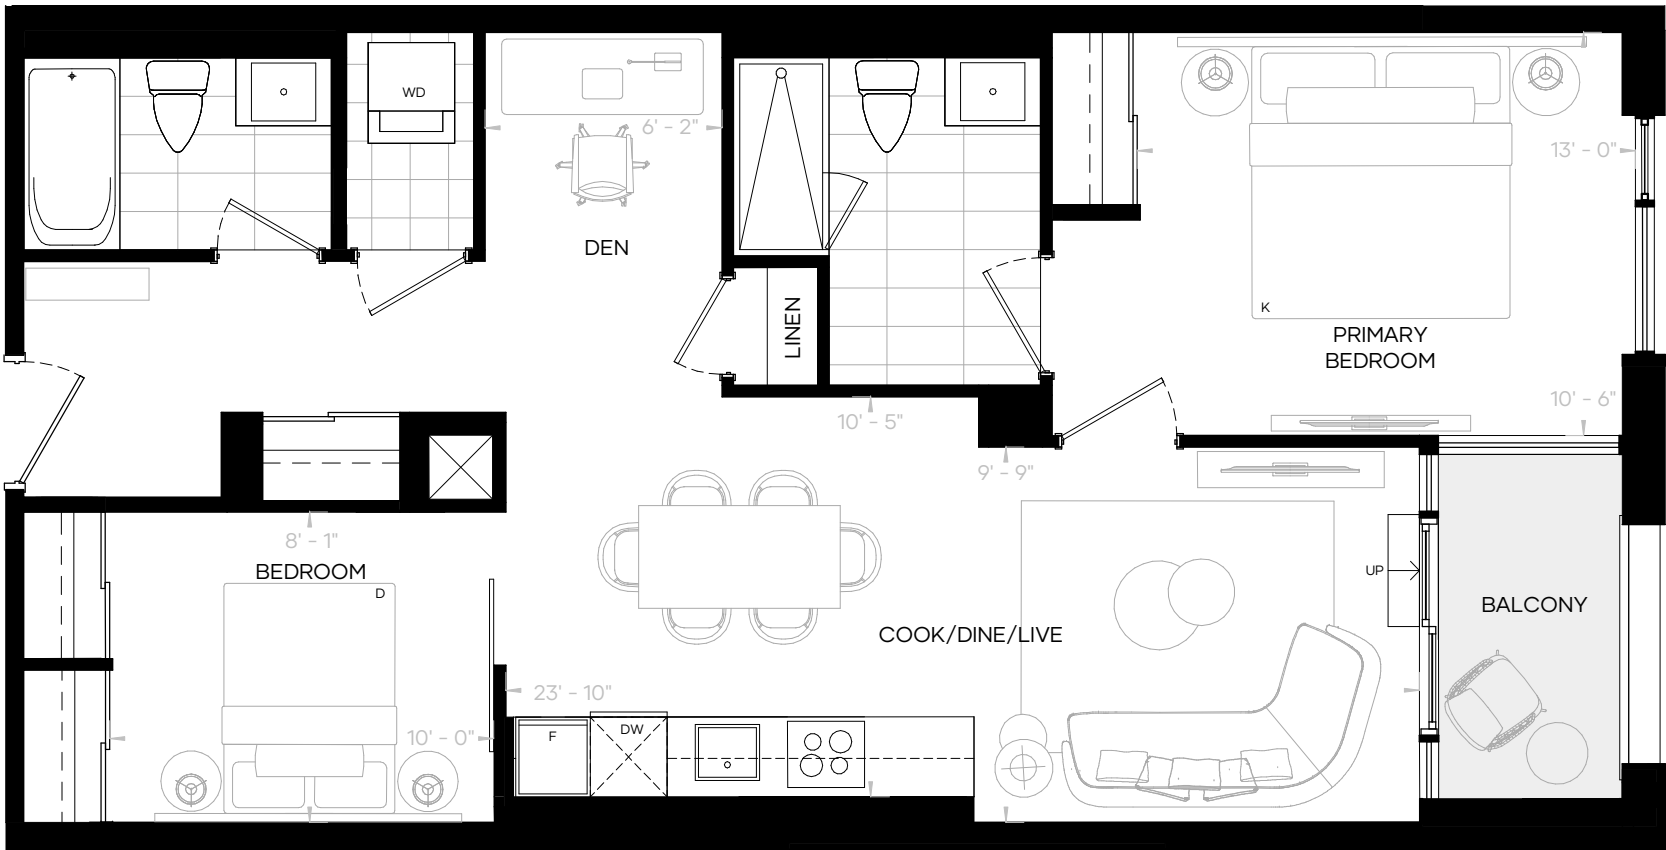 WD
6' - 2"
13' - 0"
DEN
LINEN
K
PRIMARY
BEDROOM
10' - 6"
10' - 5"
9' - 9"
8' - 1"
BEDROOM
D
UP
BALCONY
COOK/DINE/LIVE
23' - 10"
10' - 0"
F
DW